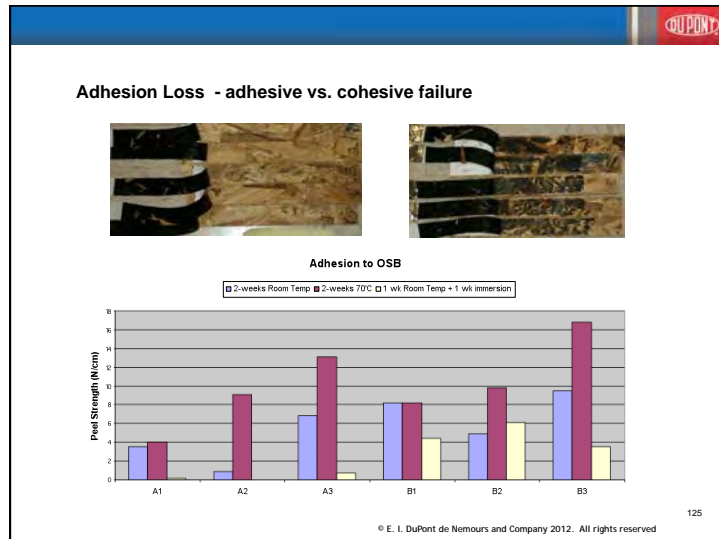 DU PONT
Adhesion Loss - adhesive vs. cohesive failure
Adhesion to OSB
2-weeks Room Temp 2-weeks 70°C 1 wk Room Temp + 1 wk immersion
Peel Strength (N/cm)
18
16
14
12
10
8
6
4
2
0
A1 A2 A3 B1 B2 B3
125
© E. I. DuPont de Nemours and Company 2012. All rights reserved